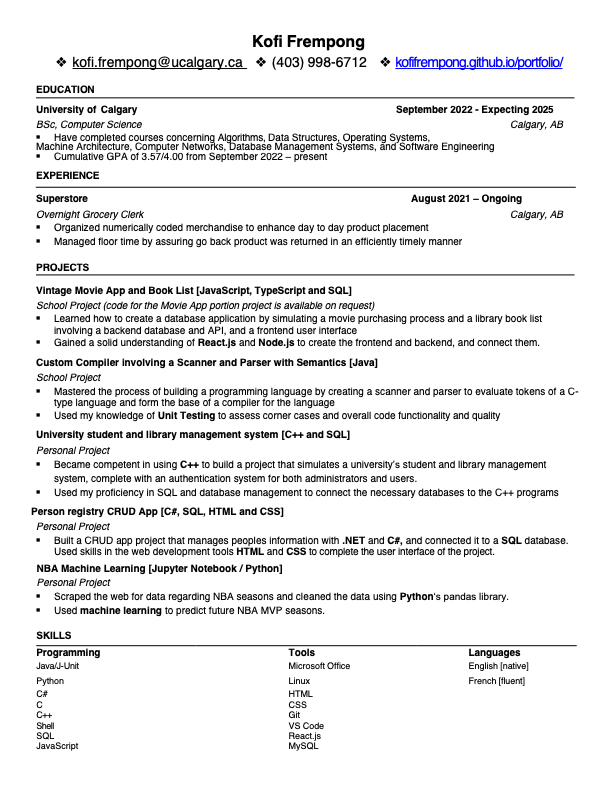 Kofi Frempong
❖ kofi.frempong@ucalgary.ca ❖ (403) 998-6712 ❖ kofifrempong.github.io/portfolio/
EDUCATION
University of Calgary September 2022 - Expecting 2025
BSc, Computer Science Calgary, AB
▪ Have completed courses concerning Algorithms, Data Structures, Operating Systems,
Machine Architecture, Computer Networks, Database Management Systems, and Software Engineering
▪ Cumulative GPA of 3.57/4.00 from September 2022 – present
EXPERIENCE
Superstore August 2021 – Ongoing
Overnight Grocery Clerk Calgary, AB
▪ Organized numerically coded merchandise to enhance day to day product placement
▪ Managed floor time by assuring go back product was returned in an efficiently timely manner
PROJECTS
Vintage Movie App and Book List [JavaScript, TypeScript and SQL]
School Project (code for the Movie App portion project is available on request)
▪ Learned how to create a database application by simulating a movie purchasing process and a library book list
involving a backend database and API, and a frontend user interface
▪ Gained a solid understanding of React.js and Node.js to create the frontend and backend, and connect them.
Custom Compiler involving a Scanner and Parser with Semantics [Java]
School Project
▪ Mastered the process of building a programming language by creating a scanner and parser to evaluate tokens of a C-
type language and form the base of a compiler for the language
▪ Used my knowledge of Unit Testing to assess corner cases and overall code functionality and quality
University student and library management system [C++ and SQL]
Personal Project
▪ Became competent in using C++ to build a project that simulates a university's student and library management
system, complete with an authentication system for both administrators and users.
▪ Used my proficiency in SQL and database management to connect the necessary databases to the C++ programs
Person registry CRUD App [C#, SQL, HTML and CSS]
Personal Project
▪ Built a CRUD app project that manages peoples information with .NET and C#, and connected it to a SQL database.
Used skills in the web development tools HTML and CSS to complete the user interface of the project.
NBA Machine Learning [Jupyter Notebook / Python]
Personal Project
▪ Scraped the web for data regarding NBA seasons and cleaned the data using Python's pandas library.
▪ Used machine learning to predict future NBA MVP seasons.
SKILLS
Programming Tools Languages
Java/J-Unit Microsoft Office English [native]
Python Linux French [fluent]
C# HTML
C CSS
C++ Git
Shell VS Code
SQL React.js
JavaScript MySQL